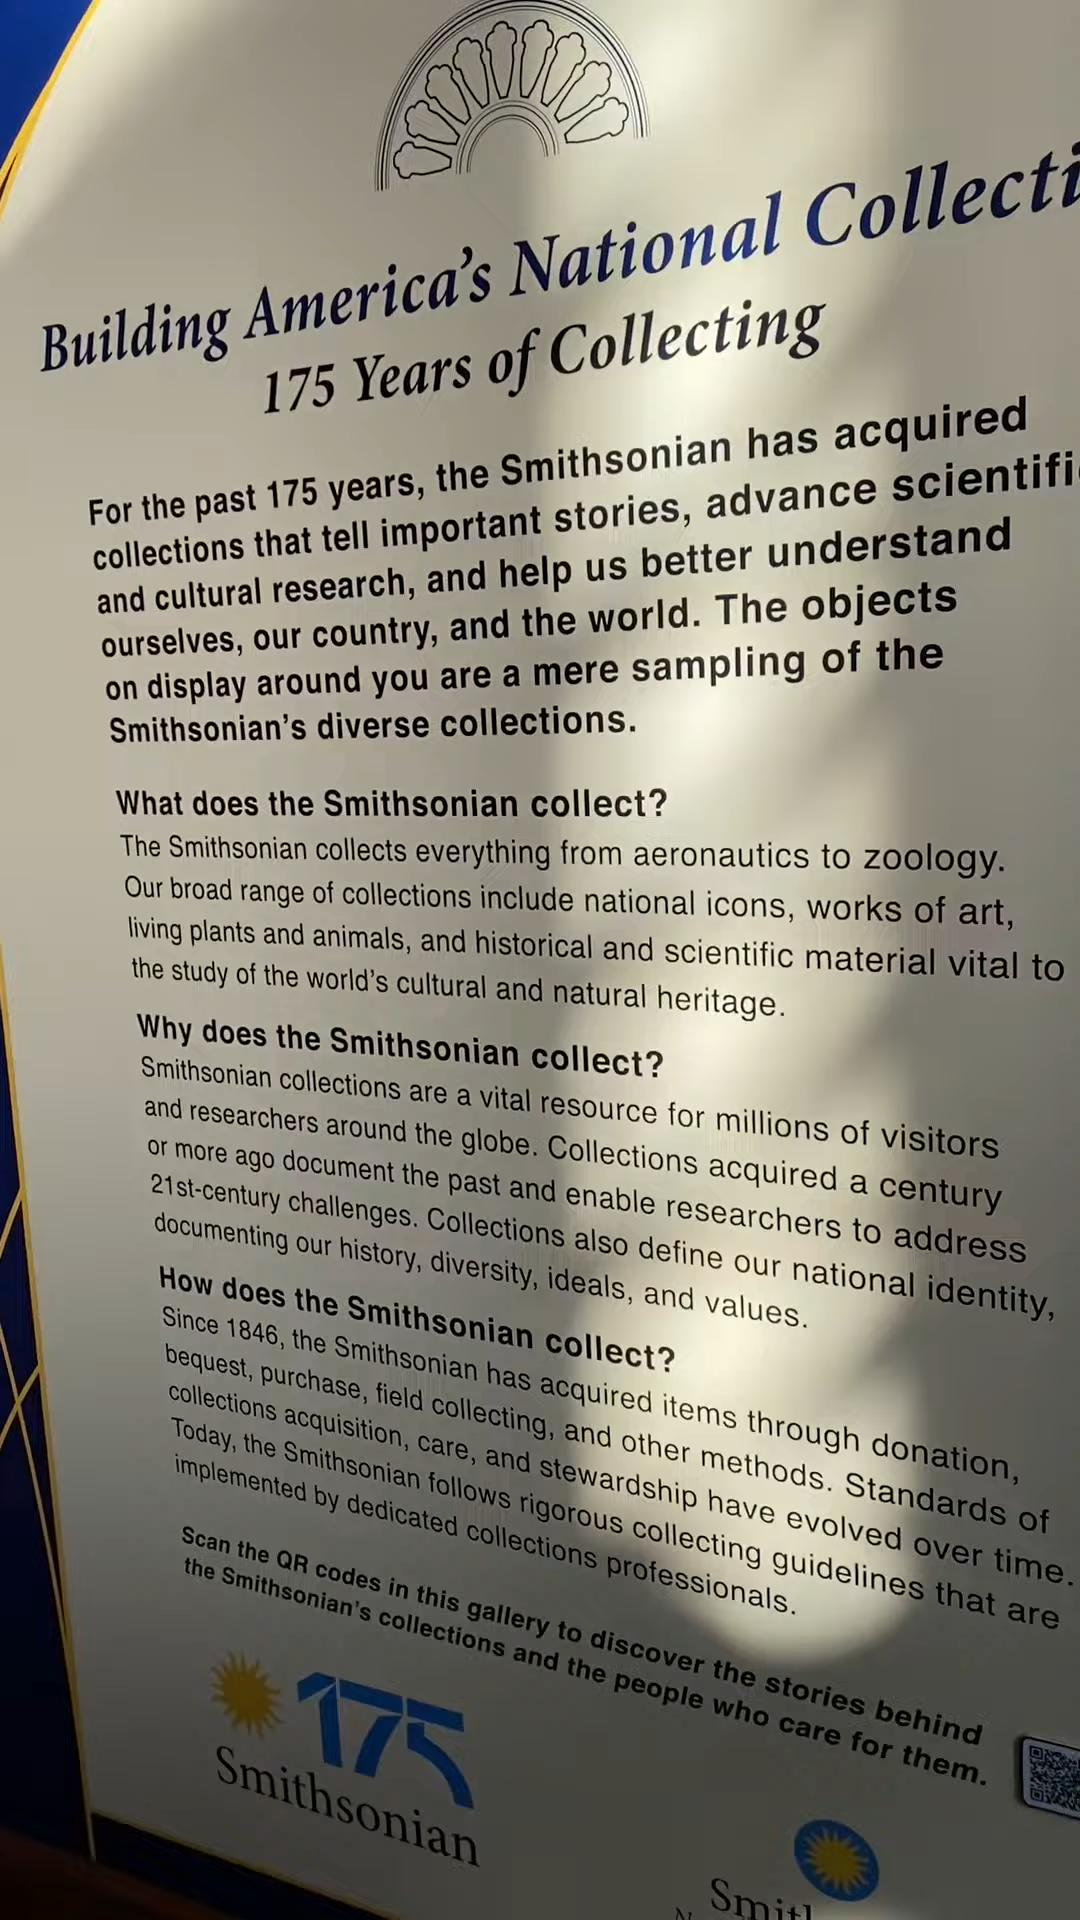 Building America's National Collecti
175 Years of Collecting
For the past 175 years, the Smithsonian has acquired
collections that tell important stories, advance scientifi
and cultural research, and help us better understand
ourselves, our country, and the world. The objects
on display around you are a mere sampling of the
Smithsonian's diverse collections.
What does the Smithsonian collect?
The Smithsonian collects everything from aeronautics to zoology.
Our broad range of collections include national icons, works of art,
living plants and animals, and historical and scientific material vital to
the study of the world's cultural and natural heritage.
Why does the Smithsonian collect?
Smithsonian collections are a vital resource for millions of visitors
and researchers around the globe. Collections acquired a century
or more ago document the past and enable researchers to address
21st-century challenges. Collections also define our national identity,
documenting our history, diversity, ideals, and values.
How does the Smithsonian collect?
Since 1846, the Smithsonian has acquired items through donation,
bequest, purchase, field collecting, and other methods. Standards of
collections acquisition, care, and stewardship have evolved over time.
Today, the Smithsonian follows rigorous collecting guidelines that are
implemented by dedicated collections professionals.
Scan the QR codes in this gallery to discover the stories behind
the Smithsonian's collections and the people who care for them.
175
Smithsonian
Smit